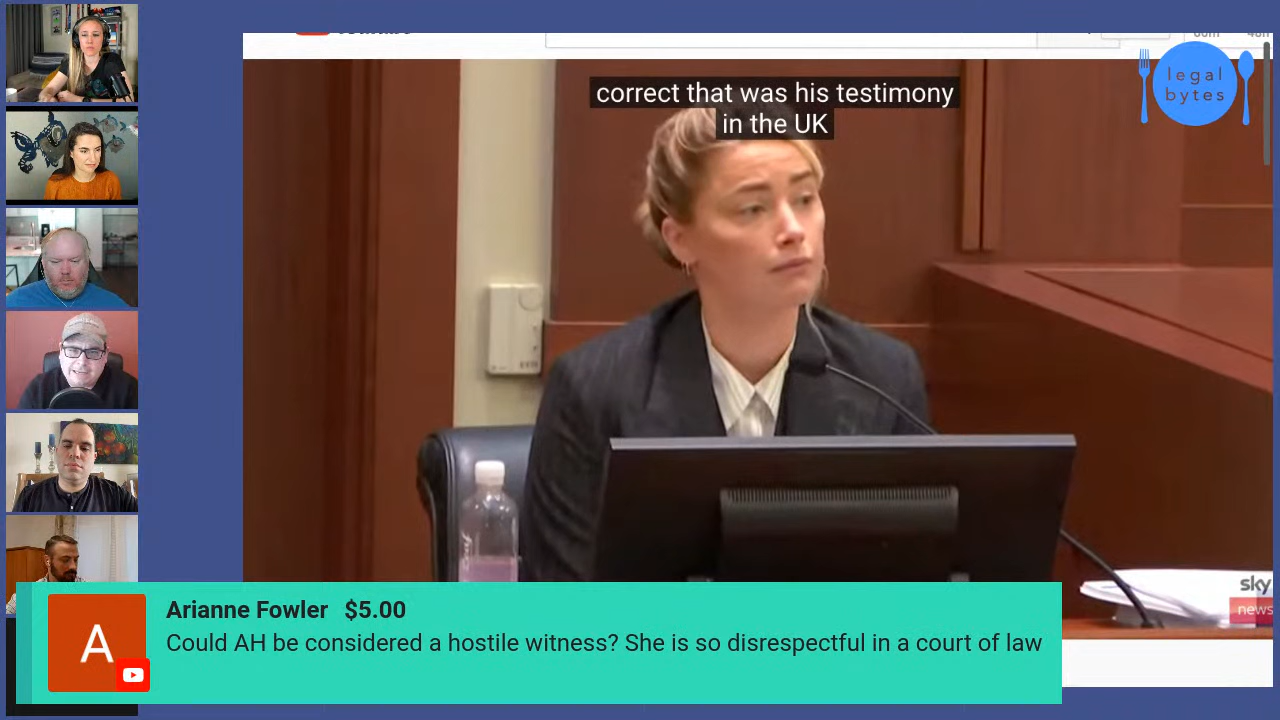 correct that was his testimony
in the UK
legal
bytes
sky
news
A
Arianne Fowler $5.00
Could AH be considered a hostile witness? She is so disrespectful in a court of law